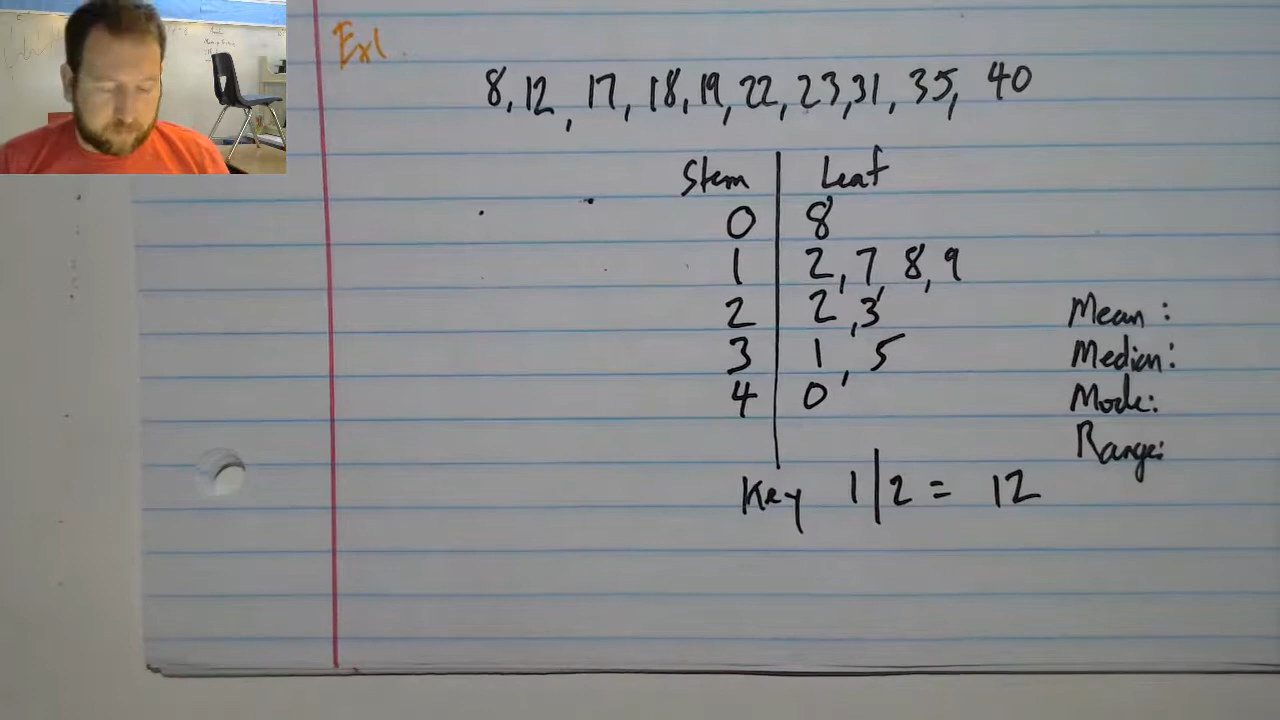 Ex1
8, 12, 17, 18, 19, 22, 23, 31, 35, 40
Stem | Leaf
0 | 8
1 | 2, 7, 8, 9
2 | 2, 3
3 | 1, 5
4 | 0
Key 1|2 = 12
Mean:
Median:
Mode:
Range: